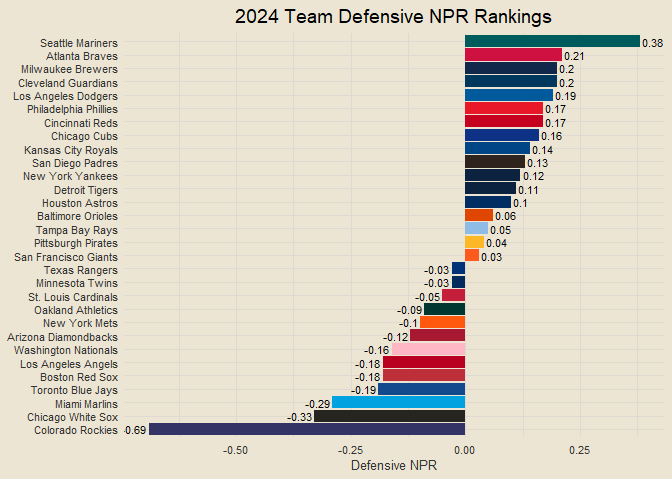 2024 Team Defensive NPR Rankings
Seattle Mariners 0.38
Atlanta Braves 0.21
Milwaukee Brewers 0.2
Cleveland Guardians 0.2
Los Angeles Dodgers 0.19
Philadelphia Phillies 0.17
Cincinnati Reds 0.17
Chicago Cubs 0.16
Kansas City Royals 0.14
San Diego Padres 0.13
New York Yankees 0.12
Detroit Tigers 0.11
Houston Astros 0.1
Baltimore Orioles 0.06
Tampa Bay Rays 0.05
Pittsburgh Pirates 0.04
San Francisco Giants 0.03
Texas Rangers -0.03
Minnesota Twins -0.03
St. Louis Cardinals -0.05
Oakland Athletics -0.09
New York Mets -0.1
Arizona Diamondbacks -0.12
Washington Nationals -0.16
Los Angeles Angels -0.18
Boston Red Sox -0.18
Toronto Blue Jays -0.19
Miami Marlins -0.29
Chicago White Sox -0.33
Colorado Rockies -0.69
-0.50 -0.25 0.00 0.25
Defensive NPR